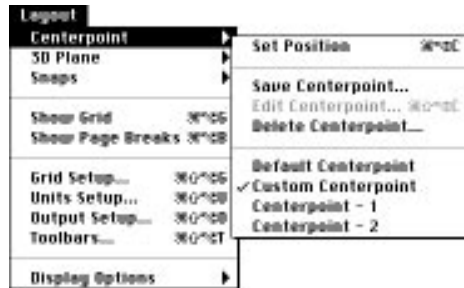 Layout
Centerpoint
3D Plane
Snaps
Show Grid
Show Page Breaks
Grid Setup...
Units Setup...
Output Setup...
Toolbars...
Display Options
Set Position
Save Centerpoint...
Edit Centerpoint...
Delete Centerpoint...
Default Centerpoint
✓Custom Centerpoint
Centerpoint - 1
Centerpoint - 2